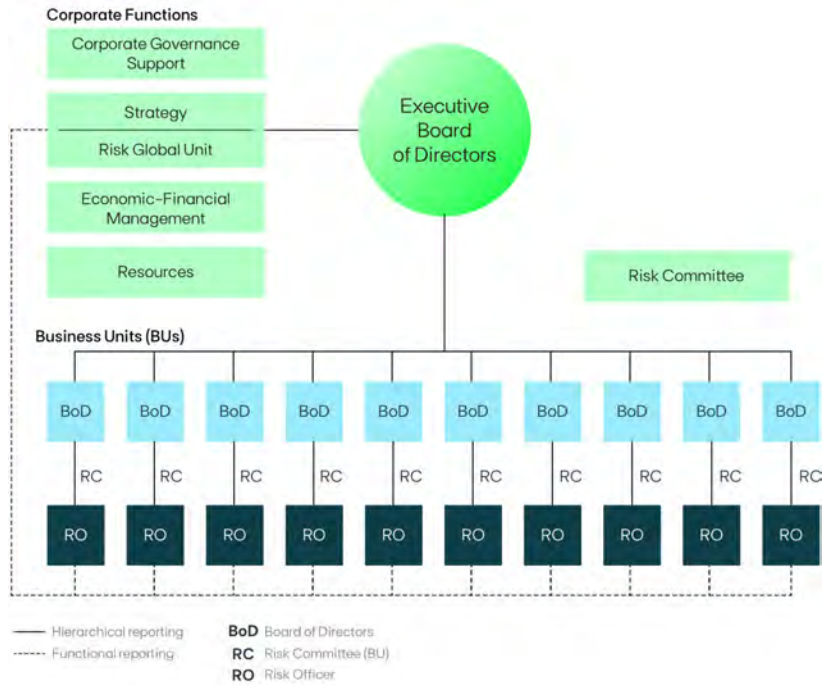 Corporate Functions
Corporate Governance
Support
Strategy
Risk Global Unit
Economic-Financial
Management
Resources
Executive
Board
of Directors
Risk Committee
Business Units (BUs)
BoD BoD BoD BoD BoD BoD BoD BoD BoD BoD
RC RC RC RC RC RC RC RC RC RC
RO RO RO RO RO RO RO RO RO RO
Hierarchical reporting
Functional reporting
BoD Board of Directors
RC Risk Committee (BU)
RO Risk Officer